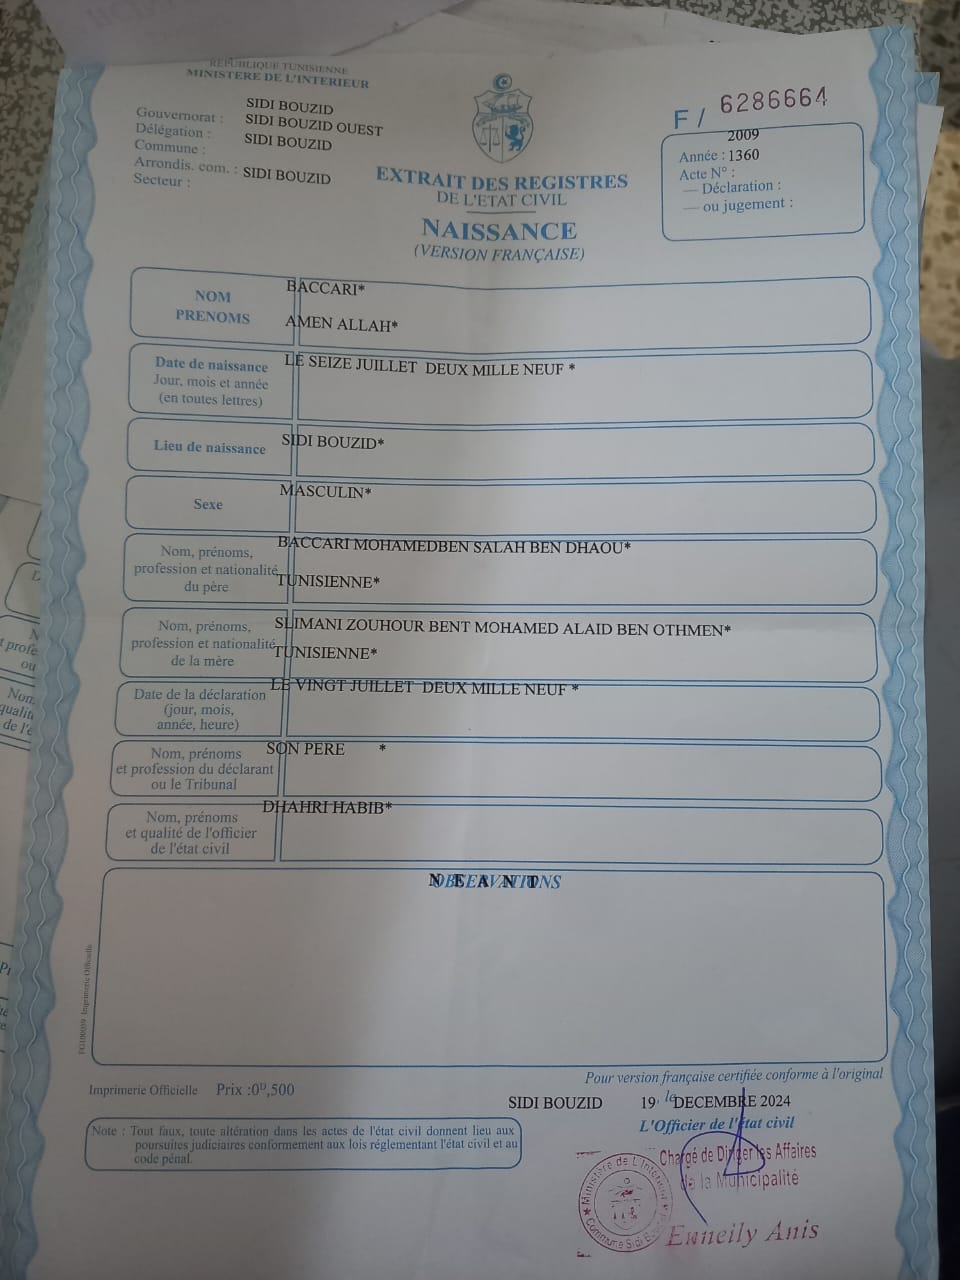 REPUBLIQUE TUNISIENNE
MINISTERE DE L'INTERIEUR
Gouvernorat : SIDI BOUZID
Délégation : SIDI BOUZID OUEST
Commune : SIDI BOUZID
Arrondis. com. : SIDI BOUZID
Secteur :
EXTRAIT DES REGISTRES
DE L'ETAT CIVIL
NAISSANCE
(VERSION FRANÇAISE)
F / 6286664
2009
Année : 1360
Acte N° :
— Déclaration :
— ou jugement :
NOM BACCARI*
PRENOMS AMEN ALLAH*
Date de naissance LE SEIZE JUILLET DEUX MILLE NEUF *
Jour, mois et année
(en toutes lettres)
Lieu de naissance SIDI BOUZID*
Sexe MASCULIN*
Nom, prénoms, BACCARI MOHAMEDBEN SALAH BEN DHAOU*
profession et nationalité TUNISIENNE*
du père
Nom, prénoms, SLIMANI ZOUHOUR BENT MOHAMED ALAID BEN OTHMEN*
profession et nationalité TUNISIENNE*
de la mère
Date de la déclaration LE VINGT JUILLET DEUX MILLE NEUF *
(jour, mois,
année, heure)
Nom, prénoms SON PERE *
et profession du déclarant
ou le Tribunal
Nom, prénoms DHAHRI HABIB*
et qualité de l'officier
de l'état civil
OBSERVATIONS
N E A N T
FG100039 Imprimerie Officielle
Imprimerie Officielle Prix :0ᴰ,500
Pour version française certifiée conforme à l'original
SIDI BOUZID 19, le DECEMBRE 2024
L'Officier de l'état civil
Note : Tout faux, toute altération dans les actes de l'état civil donnent lieu aux
poursuites judiciaires conformement aux lois réglementant l'état civil et au
code pénal.
Chargé de Diriger les Affaires
de la Municipalité
Ministère de L'Interieur
Commune Sidi
Anis